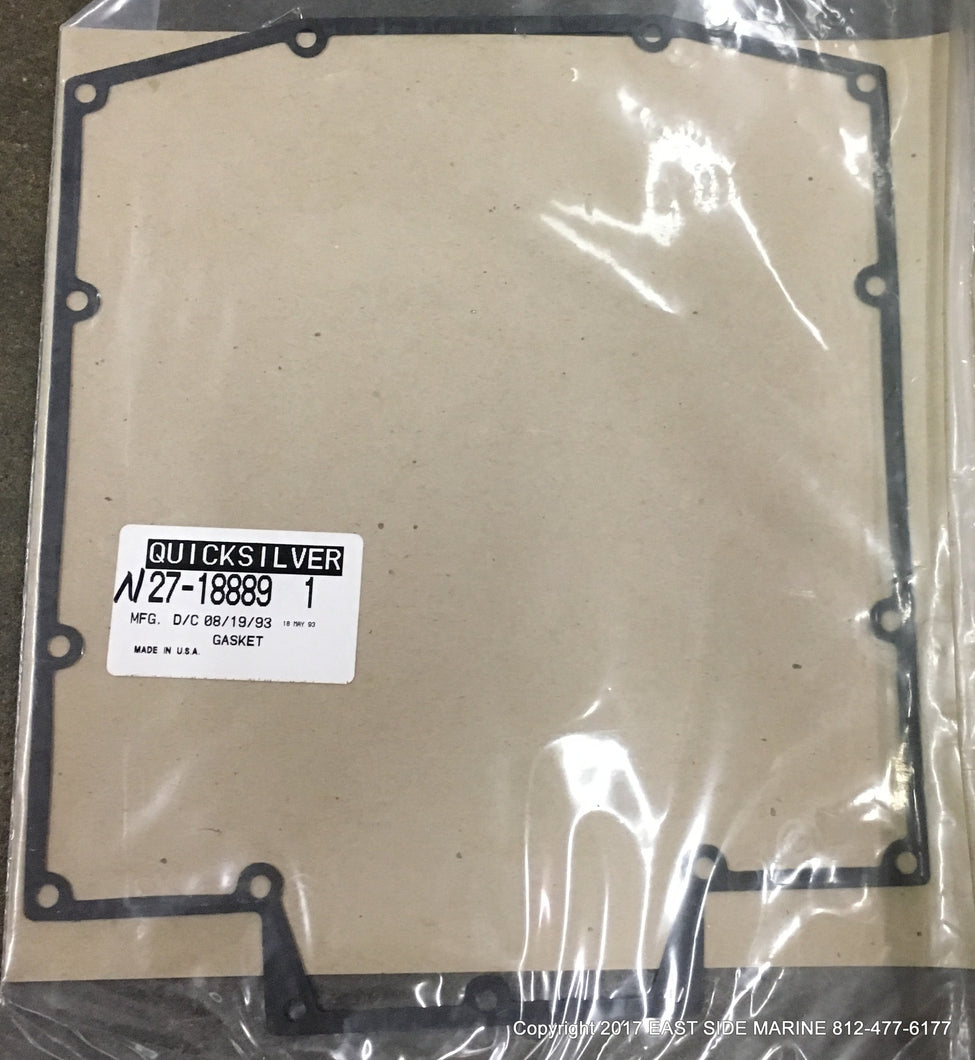 QUICKSILVER
N 27-18889 1
MFG. D/C 08/19/93 18 MAY 93
GASKET
MADE IN U.S.A.
Copyright 2017 EAST SIDE MARINE 812-477-6177